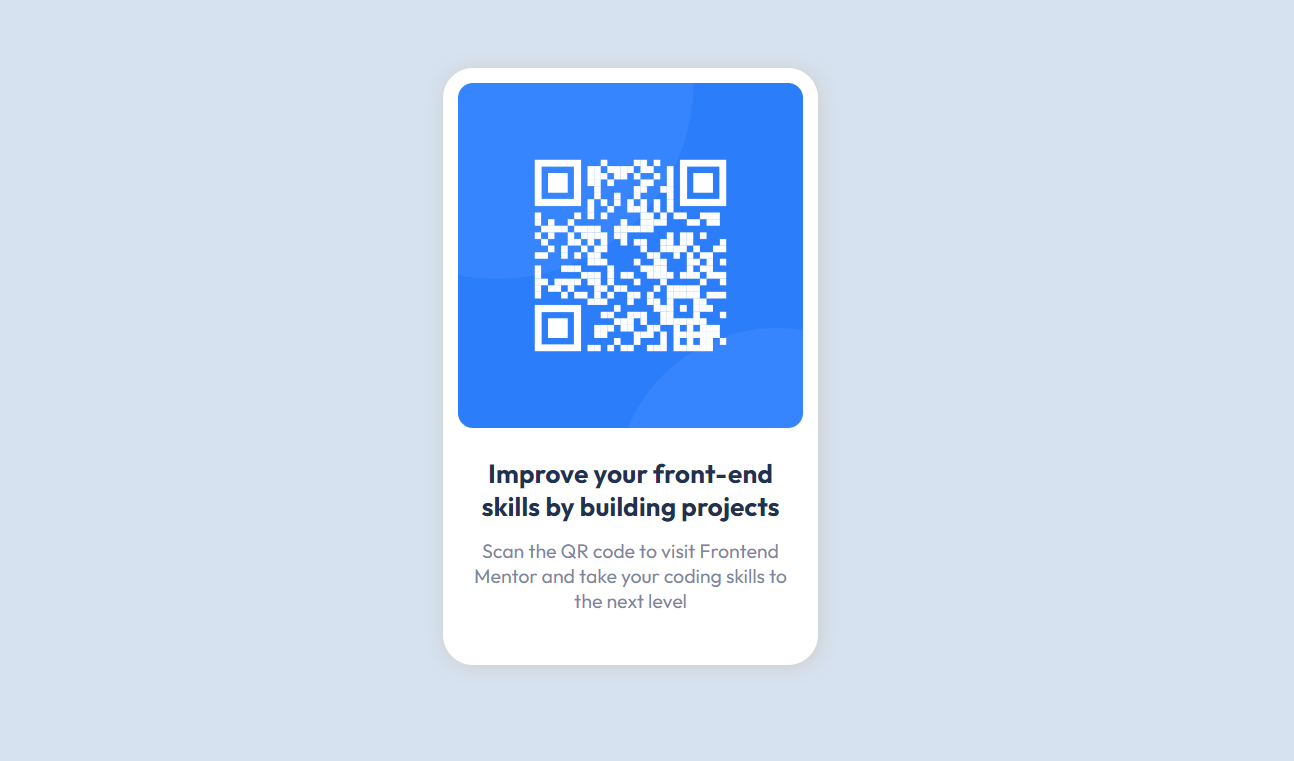 Improve your front-end
skills by building projects
Scan the QR code to visit Frontend
Mentor and take your coding skills to
the next level